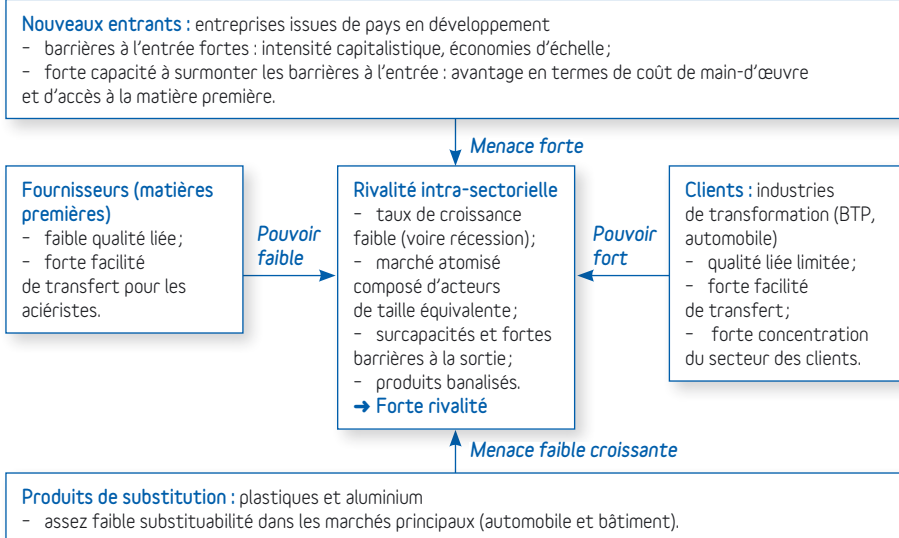 Nouveaux entrants : entreprises issues de pays en développement
- barrières à l'entrée fortes : intensité capitalistique, économies d'échelle ;
- forte capacité à surmonter les barrières à l'entrée : avantage en termes de coût de main-d'œuvre
et d'accès à la matière première.
Menace forte
Fournisseurs (matières
premières)
- faible qualité liée ;
- forte facilité
de transfert pour les
aciéristes.
Pouvoir
faible
Rivalité intra-sectorielle
- taux de croissance
faible (voire récession) ;
- marché atomisé
composé d'acteurs
de taille équivalente ;
- surcapacités et fortes
barrières à la sortie ;
- produits banalisés.
→ Forte rivalité
Pouvoir
fort
Clients : industries
de transformation (BTP,
automobile)
- qualité liée limitée ;
- forte facilité
de transfert ;
- forte concentration
du secteur des clients.
Menace faible croissante
Produits de substitution : plastiques et aluminium
- assez faible substituabilité dans les marchés principaux (automobile et bâtiment).